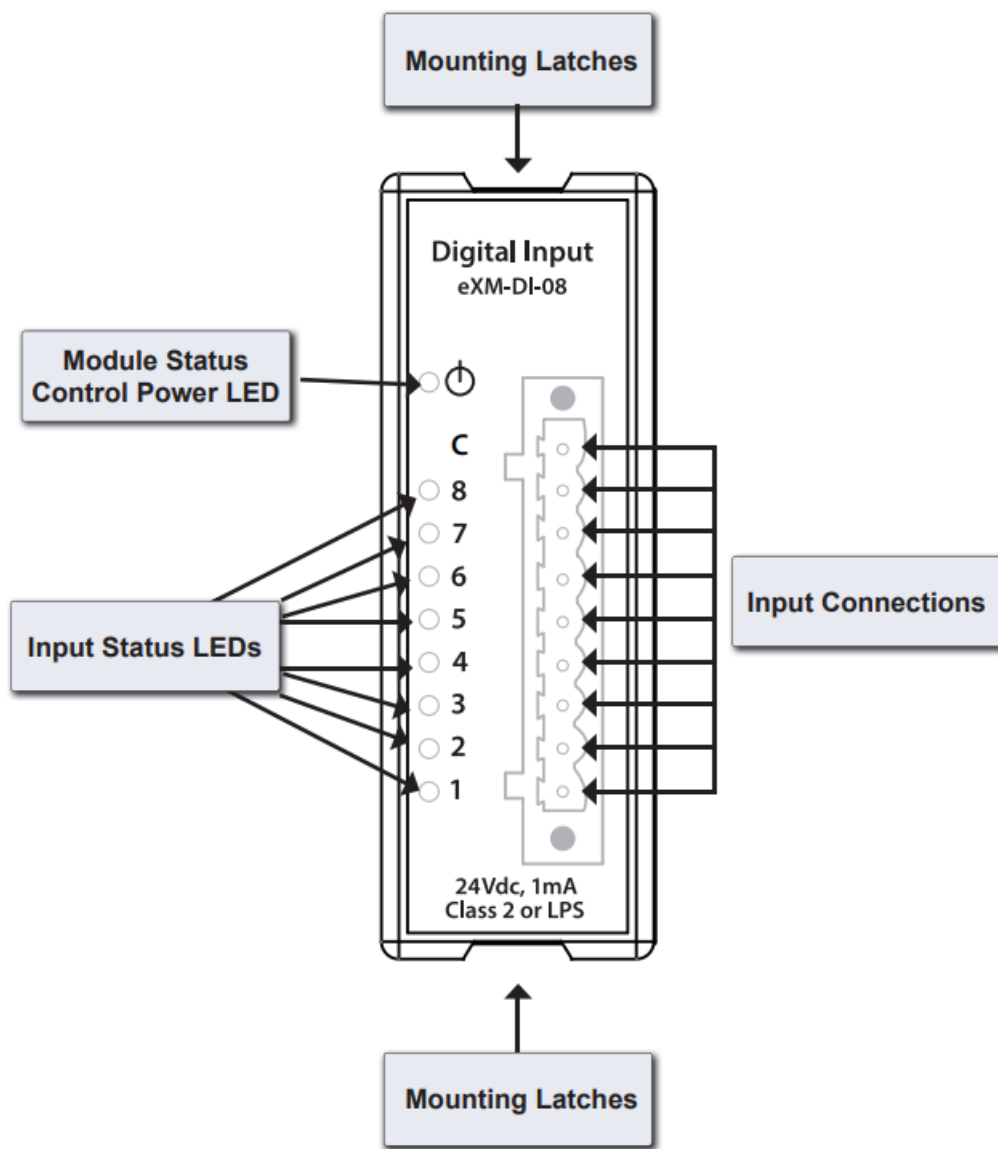 Mounting Latches
Digital Input
eXM-DI-08
Module Status
Control Power LED
C
8
7
6
5
4
3
2
1
Input Status LEDs
Input Connections
24Vdc, 1mA
Class 2 or LPS
Mounting Latches